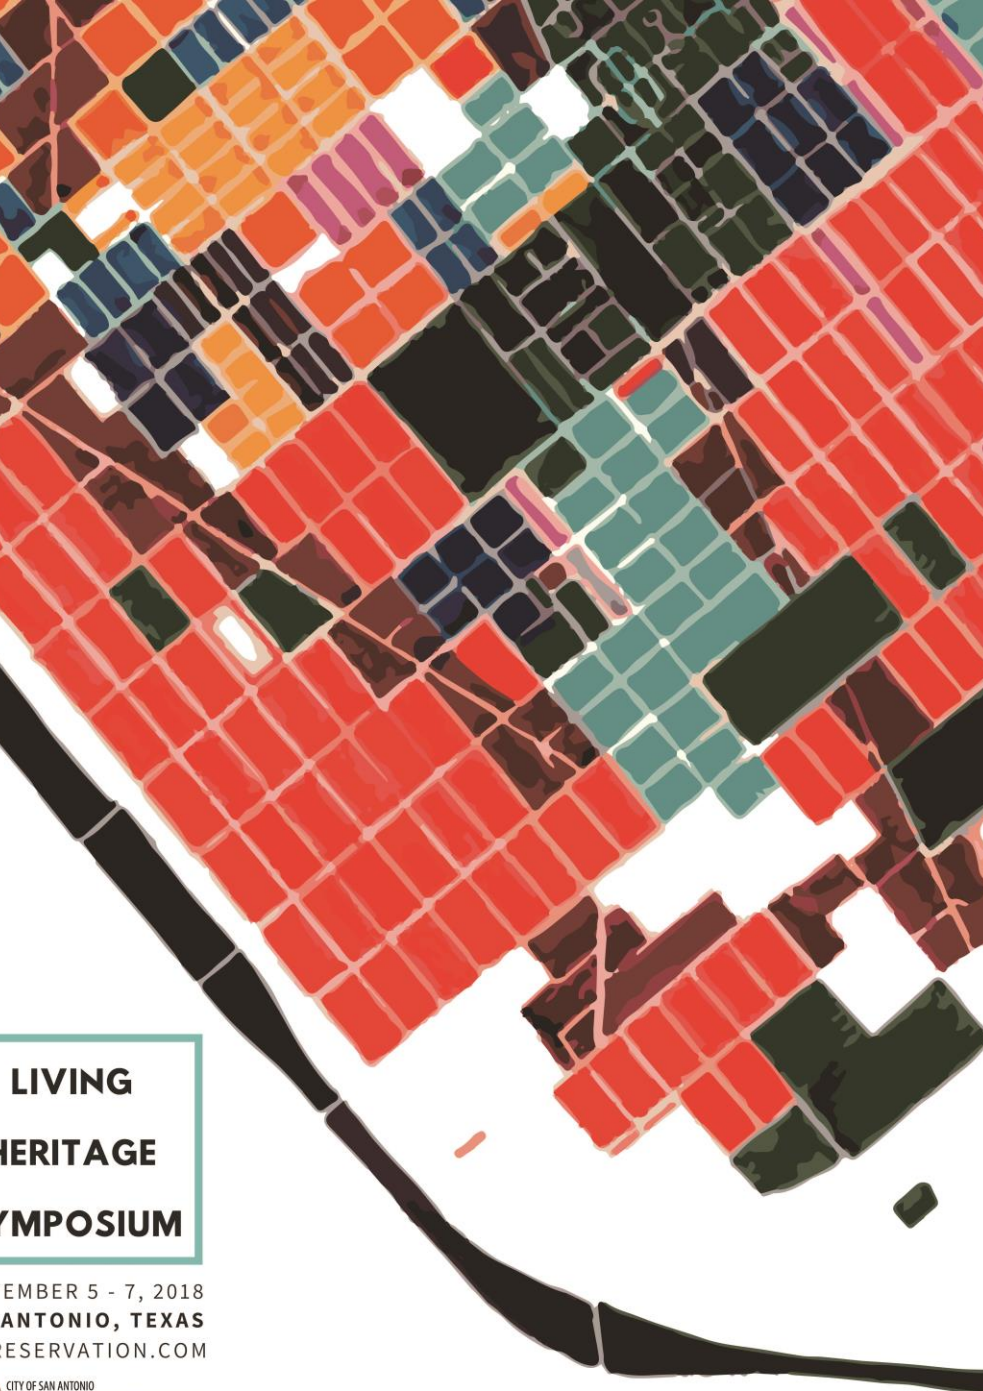 LIVING
HERITAGE
YMPOSIUM
EMBER 5 - 7, 2018
ANTONIO, TEXAS
RESERVATION.COM
CITY OF SAN ANTONIO